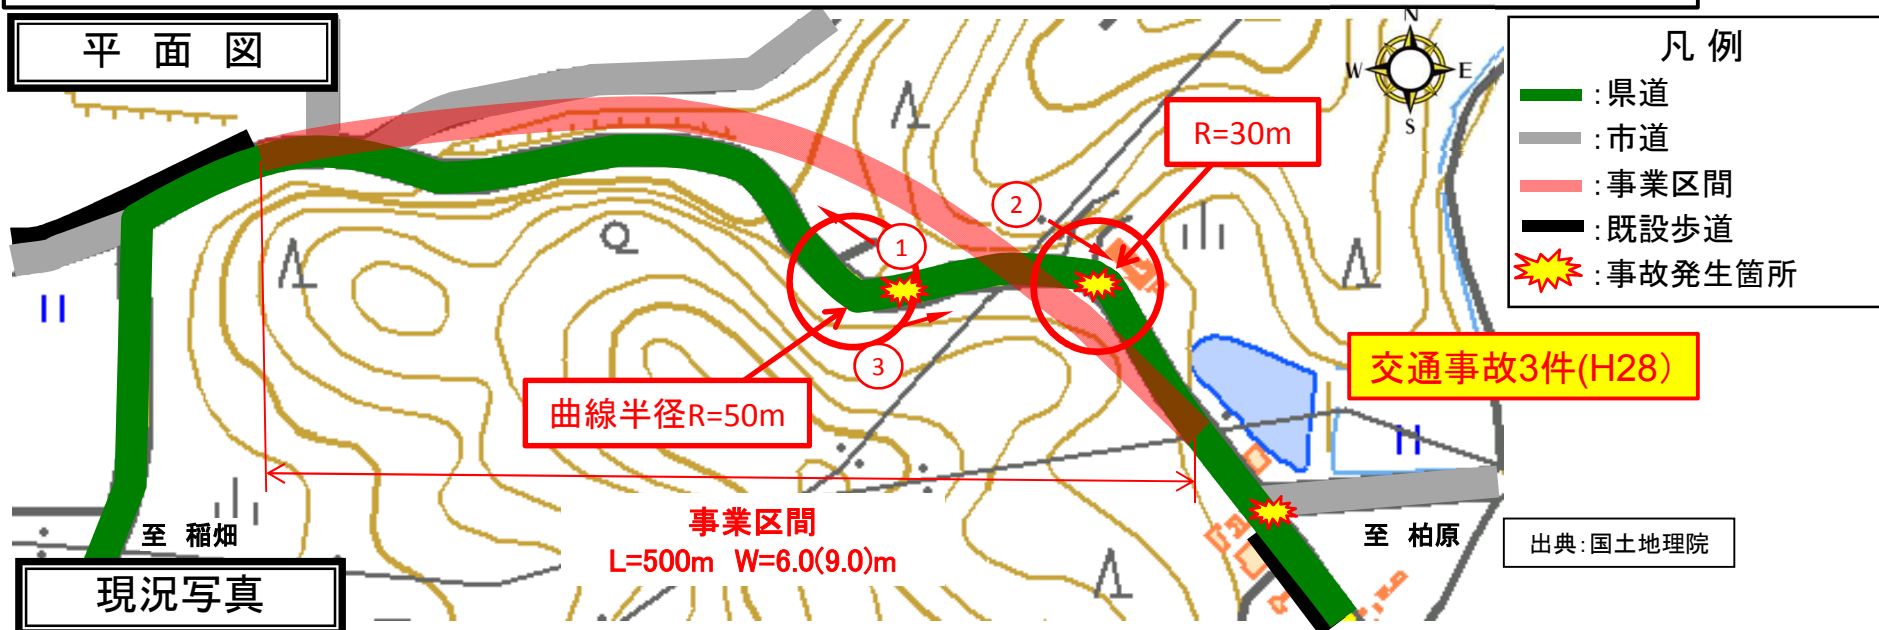 平 面 図
N
W
E
S
凡 例
:県道
:市道
:事業区間
:既設歩道
:事故発生箇所
R=30m
2
1
3
曲線半径R=50m
交通事故3件(H28)
事業区間
L=500m W=6.0(9.0)m
至 稲畑
至 柏原
出典:国土地理院
現況写真